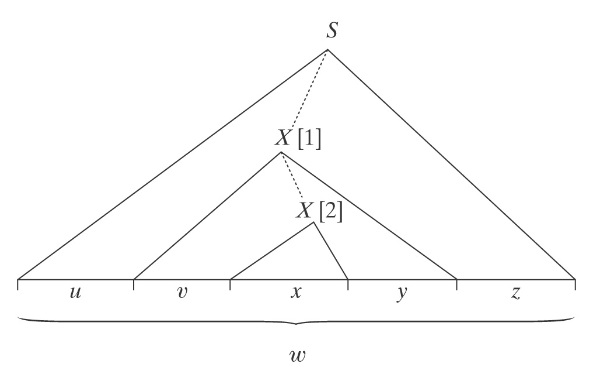 S
X [1]
X [2]
u v x y z
w